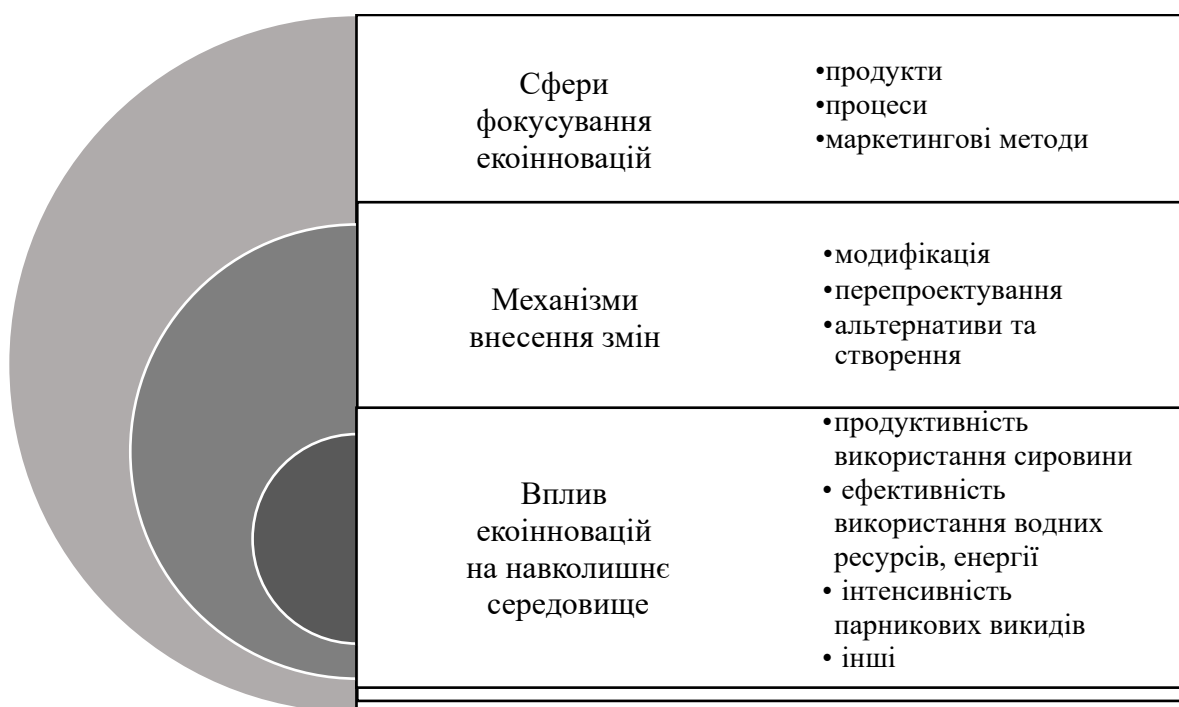 Сфери
фокусування
екоінновацій
•продукти
•процеси
•маркетингові методи
Механізми
внесення змін
•модифікація
•перепроектування
•альтернативи та
створення
Вплив
екоінновацій
на навколишнє
середовище
•продуктивність
використання сировини
• ефективність
використання водних
ресурсів, енергії
• інтенсивність
парникових викидів
• інші